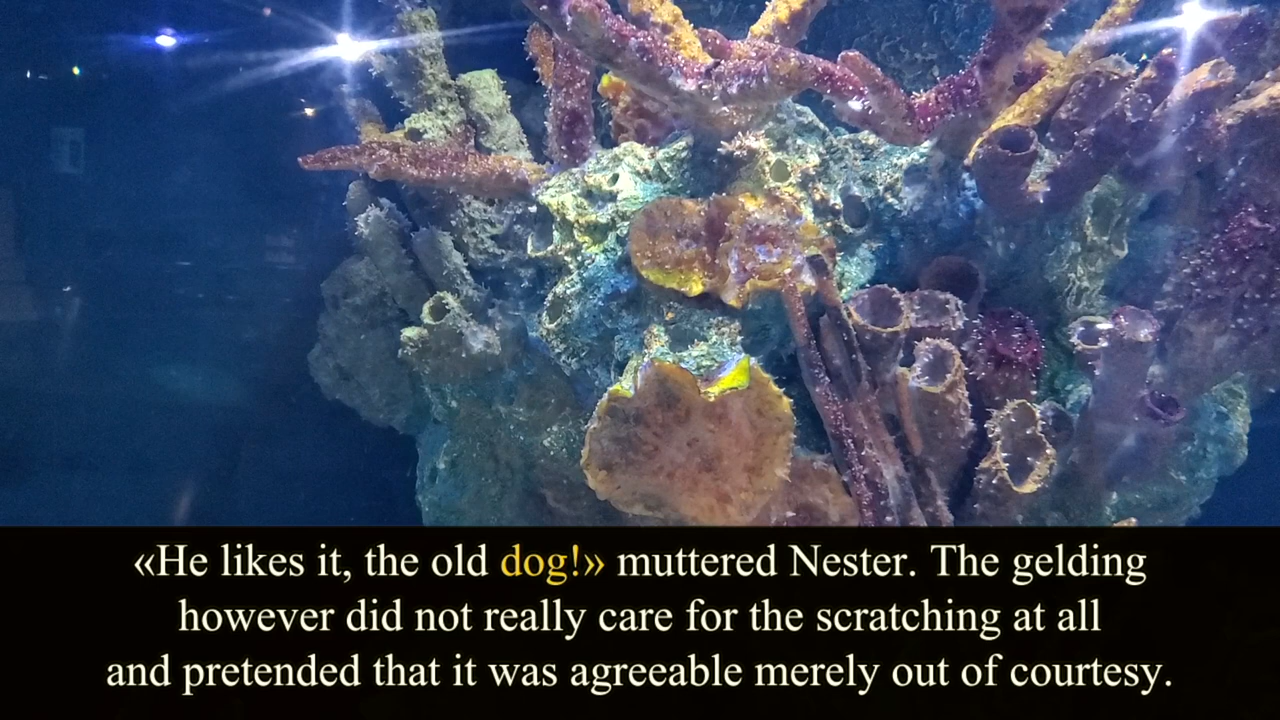 «He likes it, the old dog!» muttered Nester. The gelding
however did not really care for the scratching at all
and pretended that it was agreeable merely out of courtesy.